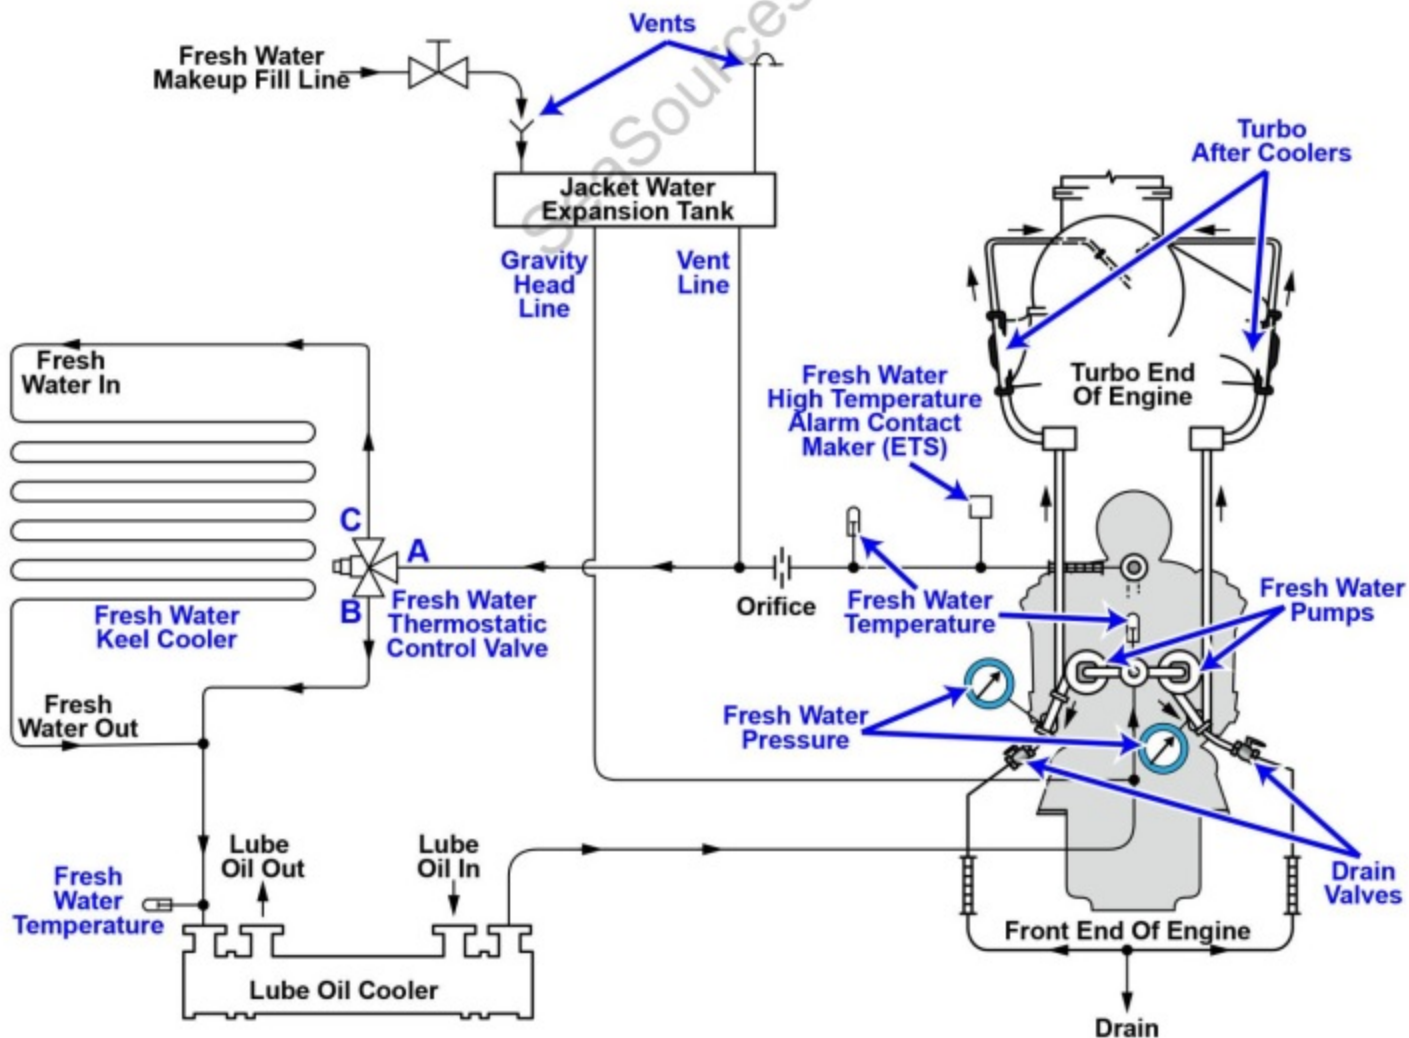 Vents
Fresh Water
Makeup Fill Line
SeaSources
Turbo
After Coolers
Jacket Water
Expansion Tank
Gravity
Head
Line
Vent
Line
Fresh
Water In
Turbo End
Of Engine
Fresh Water
High Temperature
Alarm Contact
Maker (ETS)
C
A
B
Fresh Water
Keel Cooler
Fresh Water
Thermostatic
Control Valve
Orifice
Fresh Water
Temperature
Fresh Water
Pumps
Fresh
Water Out
Fresh Water
Pressure
Lube
Oil Out
Lube
Oil In
Fresh
Water
Temperature
Drain
Valves
Front End Of Engine
Lube Oil Cooler
Drain